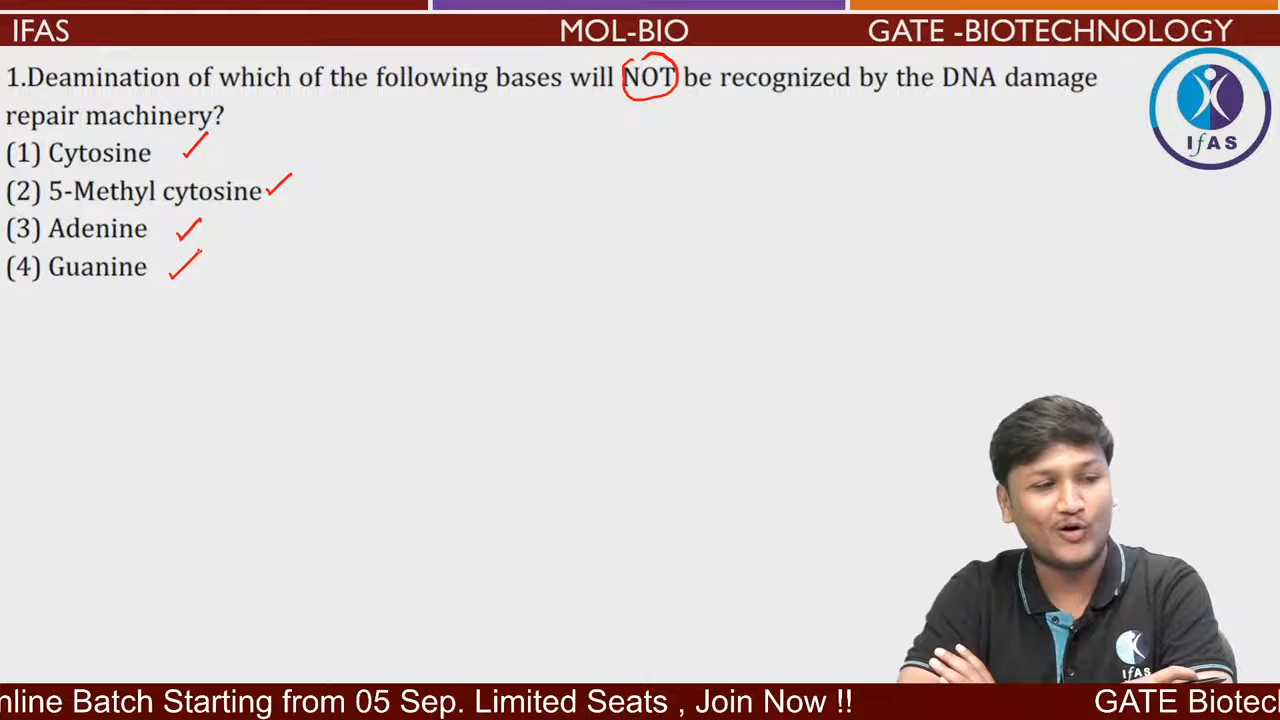 IFAS MOL-BIO GATE -BIOTECHNOLOGY
1.Deamination of which of the following bases will NOT be recognized by the DNA damage
repair machinery?
(1) Cytosine
(2) 5-Methyl cytosine
(3) Adenine
(4) Guanine
IfAS
IfAS
nline Batch Starting from 05 Sep. Limited Seats , Join Now !! GATE Biotec